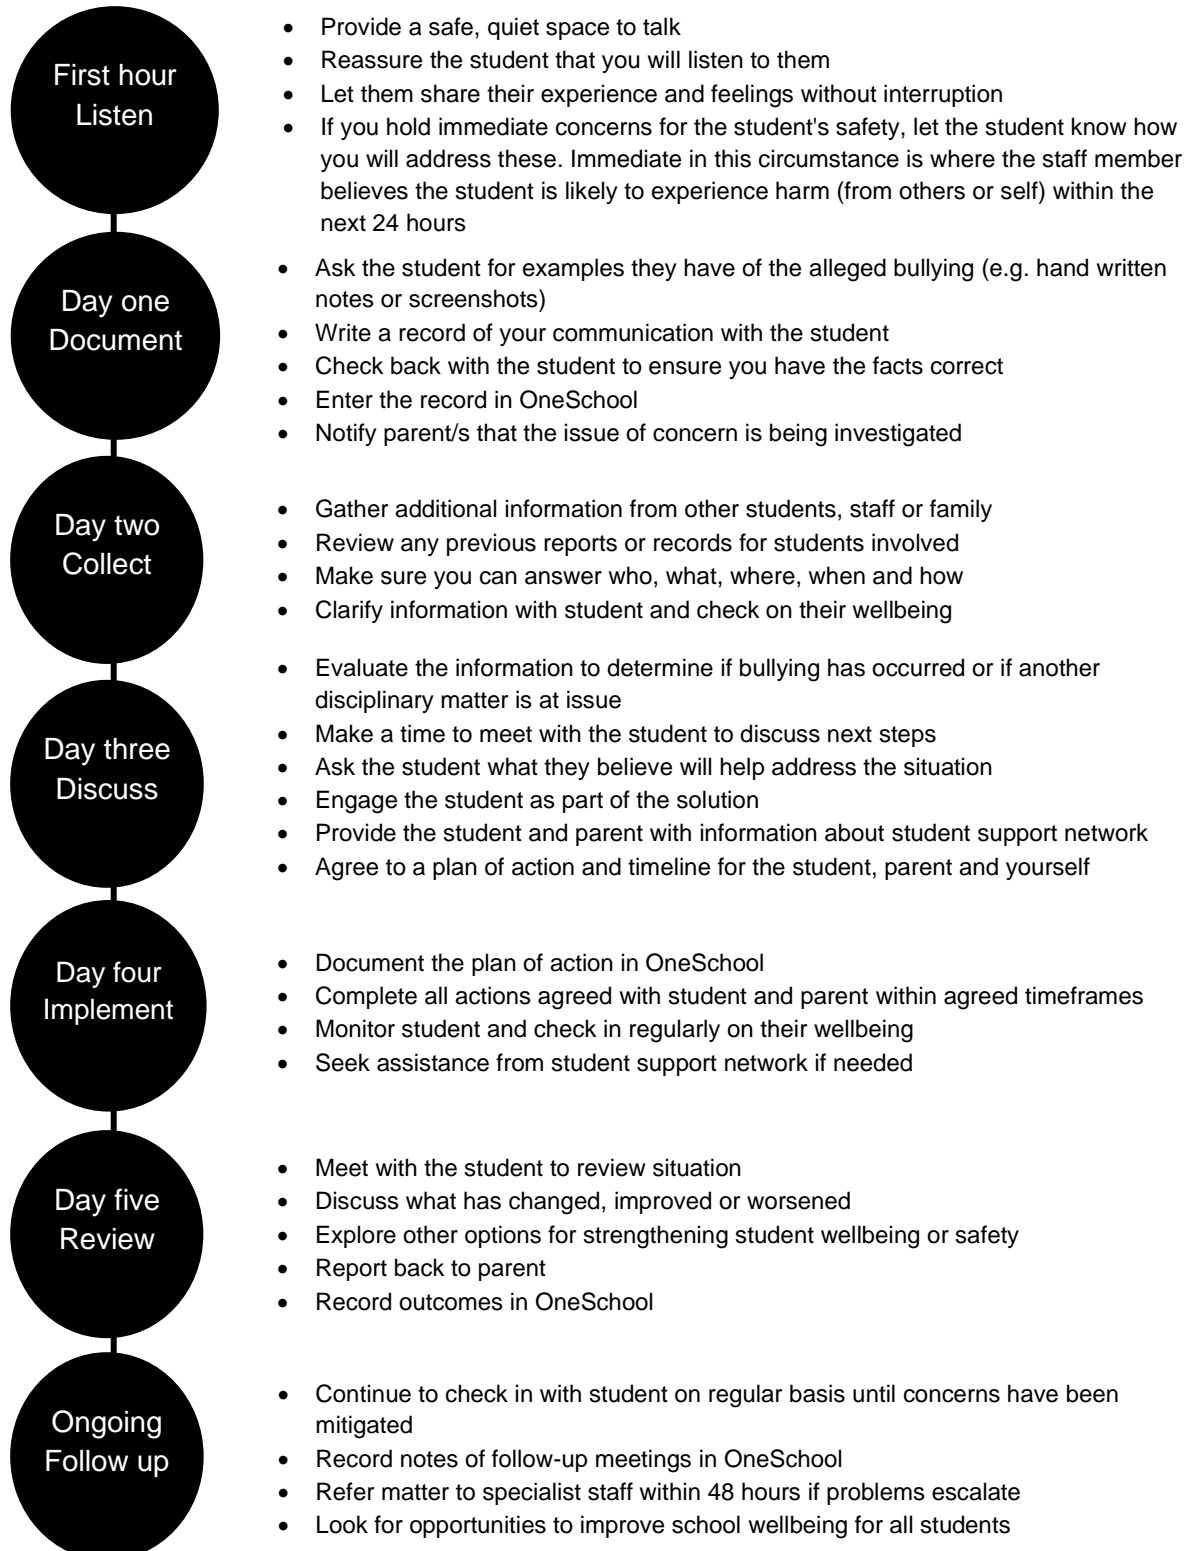 First hour
Listen
• Provide a safe, quiet space to talk
• Reassure the student that you will listen to them
• Let them share their experience and feelings without interruption
• If you hold immediate concerns for the student's safety, let the student know how
you will address these. Immediate in this circumstance is where the staff member
believes the student is likely to experience harm (from others or self) within the
next 24 hours
Day one
Document
• Ask the student for examples they have of the alleged bullying (e.g. hand written
notes or screenshots)
• Write a record of your communication with the student
• Check back with the student to ensure you have the facts correct
• Enter the record in OneSchool
• Notify parent/s that the issue of concern is being investigated
Day two
Collect
• Gather additional information from other students, staff or family
• Review any previous reports or records for students involved
• Make sure you can answer who, what, where, when and how
• Clarify information with student and check on their wellbeing
Day three
Discuss
• Evaluate the information to determine if bullying has occurred or if another
disciplinary matter is at issue
• Make a time to meet with the student to discuss next steps
• Ask the student what they believe will help address the situation
• Engage the student as part of the solution
• Provide the student and parent with information about student support network
• Agree to a plan of action and timeline for the student, parent and yourself
Day four
Implement
• Document the plan of action in OneSchool
• Complete all actions agreed with student and parent within agreed timeframes
• Monitor student and check in regularly on their wellbeing
• Seek assistance from student support network if needed
Day five
Review
• Meet with the student to review situation
• Discuss what has changed, improved or worsened
• Explore other options for strengthening student wellbeing or safety
• Report back to parent
• Record outcomes in OneSchool
Ongoing
Follow up
• Continue to check in with student on regular basis until concerns have been
mitigated
• Record notes of follow-up meetings in OneSchool
• Refer matter to specialist staff within 48 hours if problems escalate
• Look for opportunities to improve school wellbeing for all students